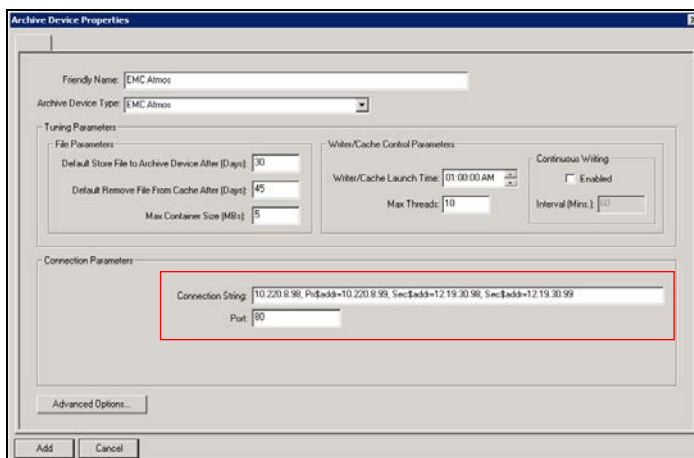 Archive Device Properties
Friendly Name: EMC Atmos
Archive Device Type: EMC Atmos
Tuning Parameters
File Parameters
Default Store File to Archive Device After (Days): 30
Default Remove File From Cache After (Days): 45
Max Container Size (MBs): 5
Writer/Cache Control Parameters
Writer/Cache Launch Time: 01:00:00 AM
Max Threads: 10
Continuous Writing
Enabled
Interval (Mins.): 60
Connection Parameters
Connection String: 10.220.8.98, Pri$addr=10.220.8.99, Sec$addr=12.19.30.98, Sec$addr=12.19.30.99
Port: 80
Advanced Options...
Add Cancel